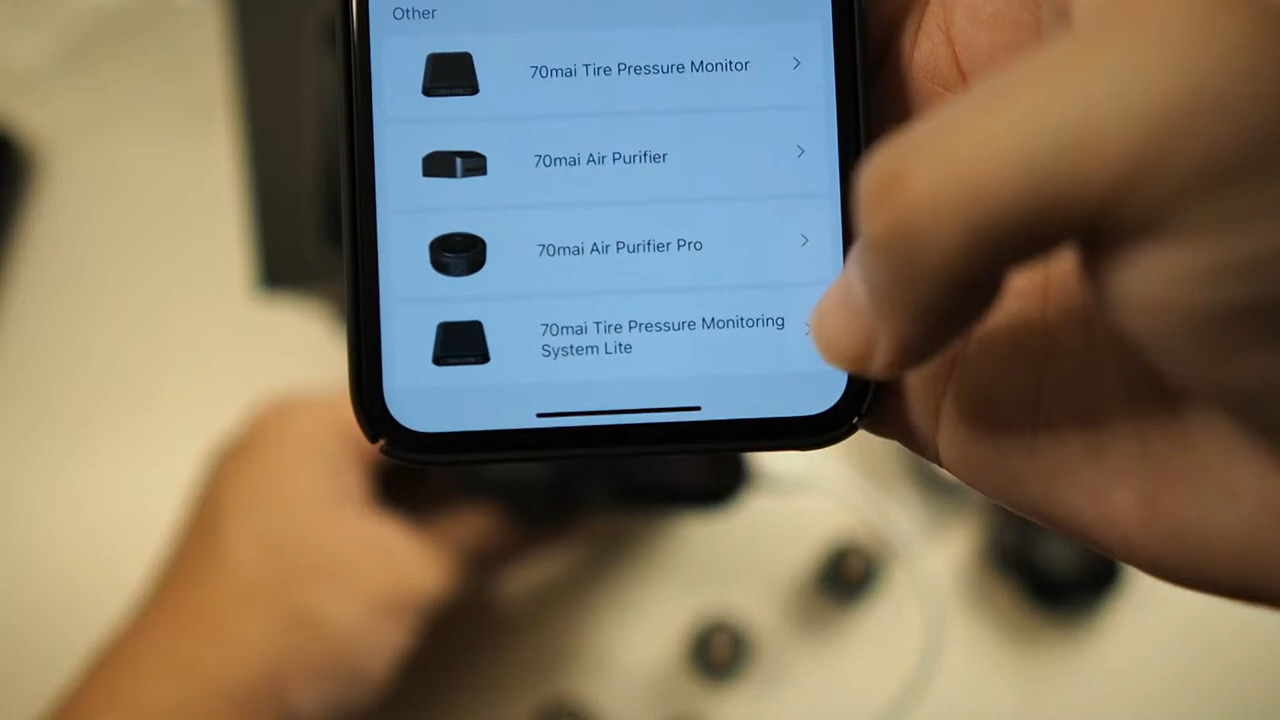 Other
70mai Tire Pressure Monitor
70mai Air Purifier
70mai Air Purifier Pro
70mai Tire Pressure Monitoring
System Lite